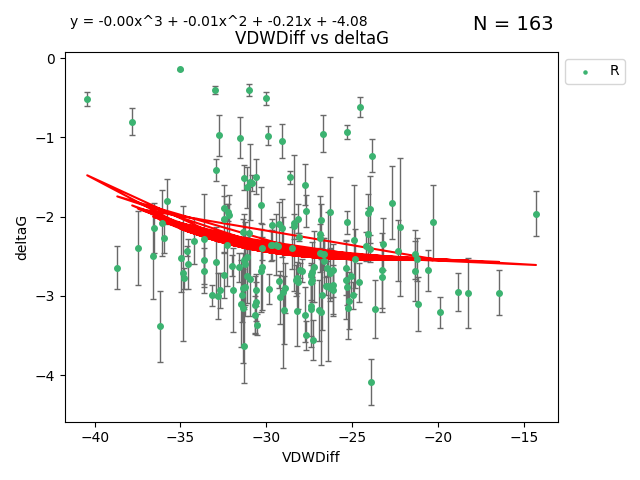 y = -0.00x^3 + -0.01x^2 + -0.21x + -4.08
N = 163
VDWDiff vs deltaG
R
deltaG
0
−1
−2
−3
−4
−40
−35
−30
−25
−20
−15
VDWDiff